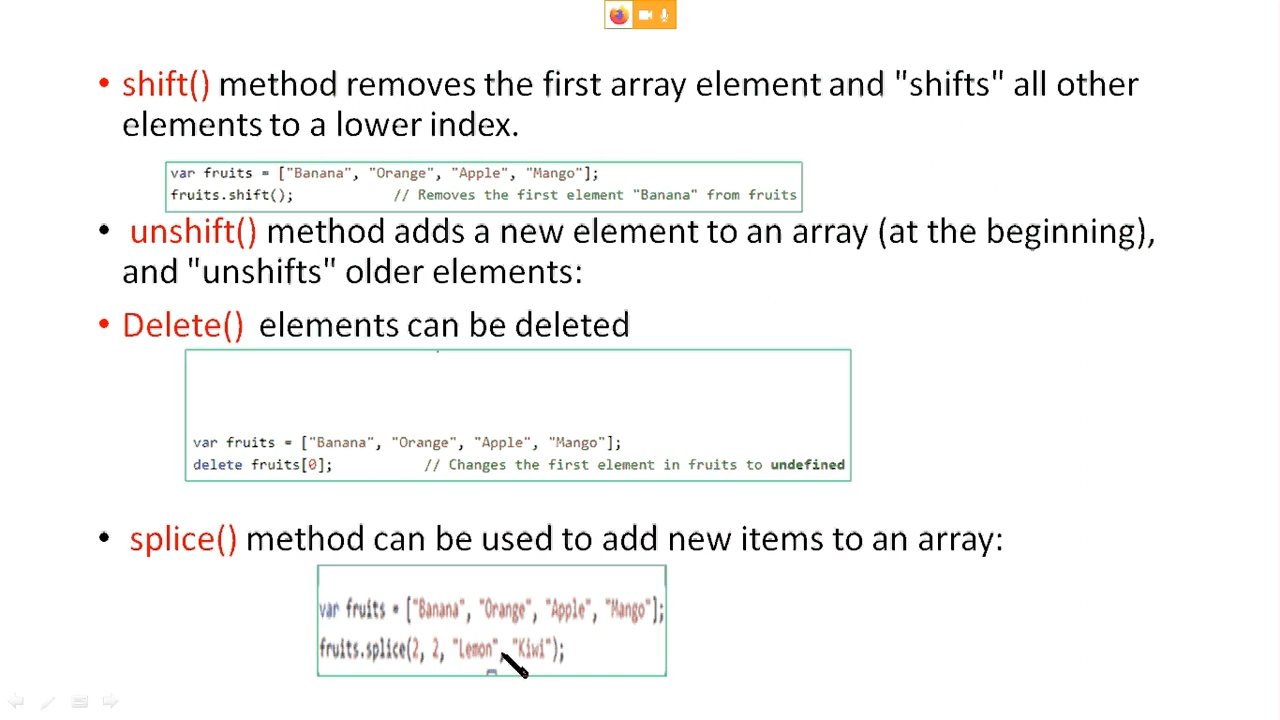 • shift() method removes the first array element and "shifts" all other
elements to a lower index.
var fruits = ["Banana", "Orange", "Apple", "Mango"];
fruits.shift();            // Removes the first element "Banana" from fruits
• unshift() method adds a new element to an array (at the beginning),
and "unshifts" older elements:
• Delete()  elements can be deleted
var fruits = ["Banana", "Orange", "Apple", "Mango"];
delete fruits[0];           // Changes the first element in fruits to undefined
• splice() method can be used to add new items to an array:
var fruits = ["Banana", "Orange", "Apple", "Mango"];
fruits.splice(2, 2, "Lemon", "Kiwi");